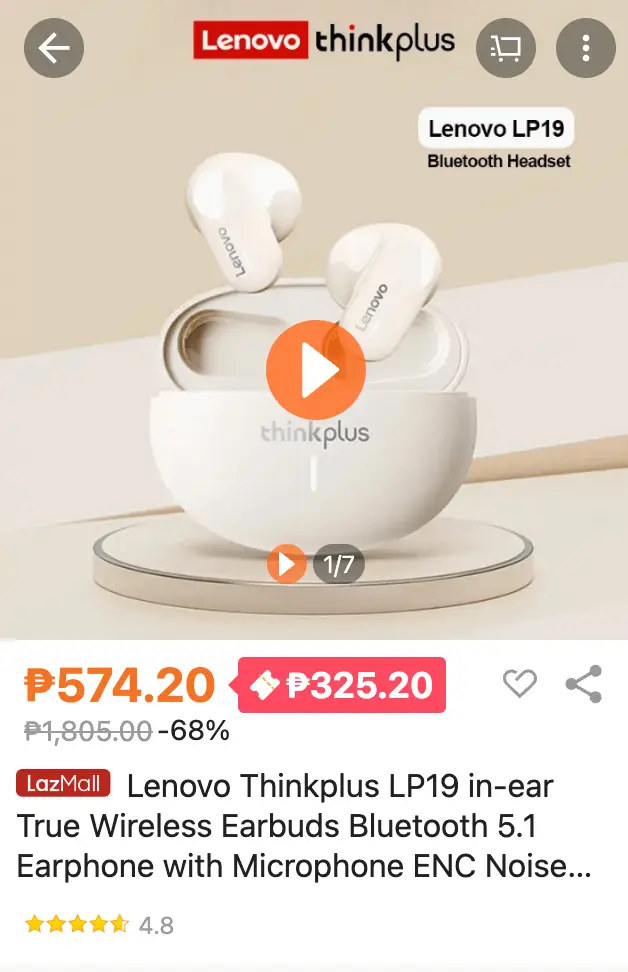 Lenovo thinkplus
Lenovo LP19
Bluetooth Headset
Lenovo
Lenovo
thinkplus
1/7
₱574.20
₱325.20
₱1,805.00 -68%
LazMall Lenovo Thinkplus LP19 in-ear
True Wireless Earbuds Bluetooth 5.1
Earphone with Microphone ENC Noise...
4.8